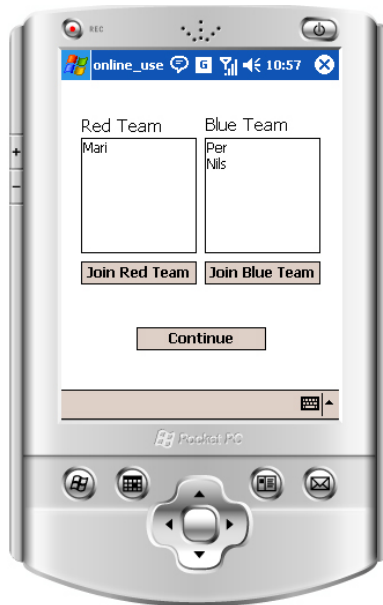 REC
online_use G 10:57
Red Team
Blue Team
Mari
Per
Nils
Join Red Team
Join Blue Team
Continue
Pocket PC